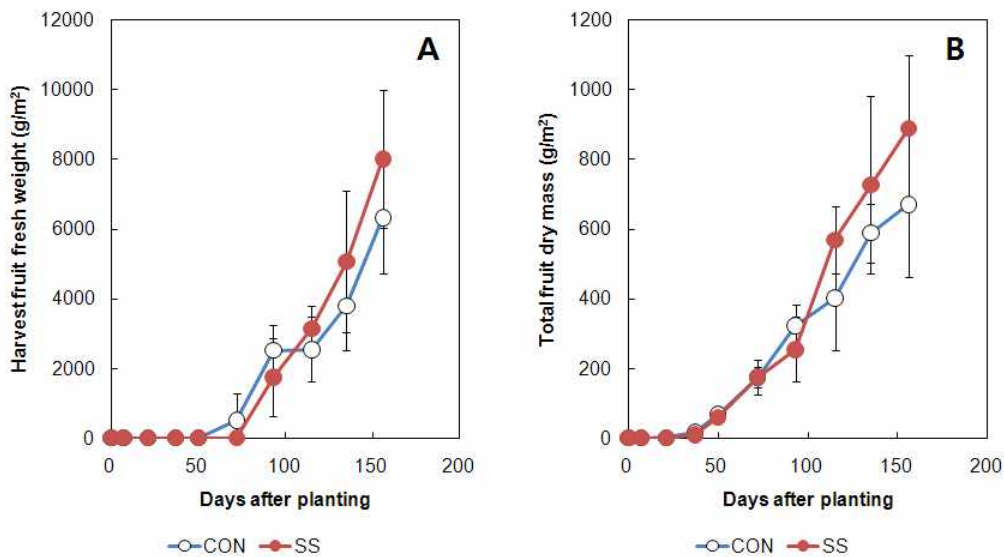 A
Harvest fruit fresh weight (g/m²)
12000
10000
8000
6000
4000
2000
0
0 50 100 150 200
Days after planting
CON SS
B
Total fruit dry mass (g/m²)
1200
1000
800
600
400
200
0
0 50 100 150 200
Days after planting
CON SS